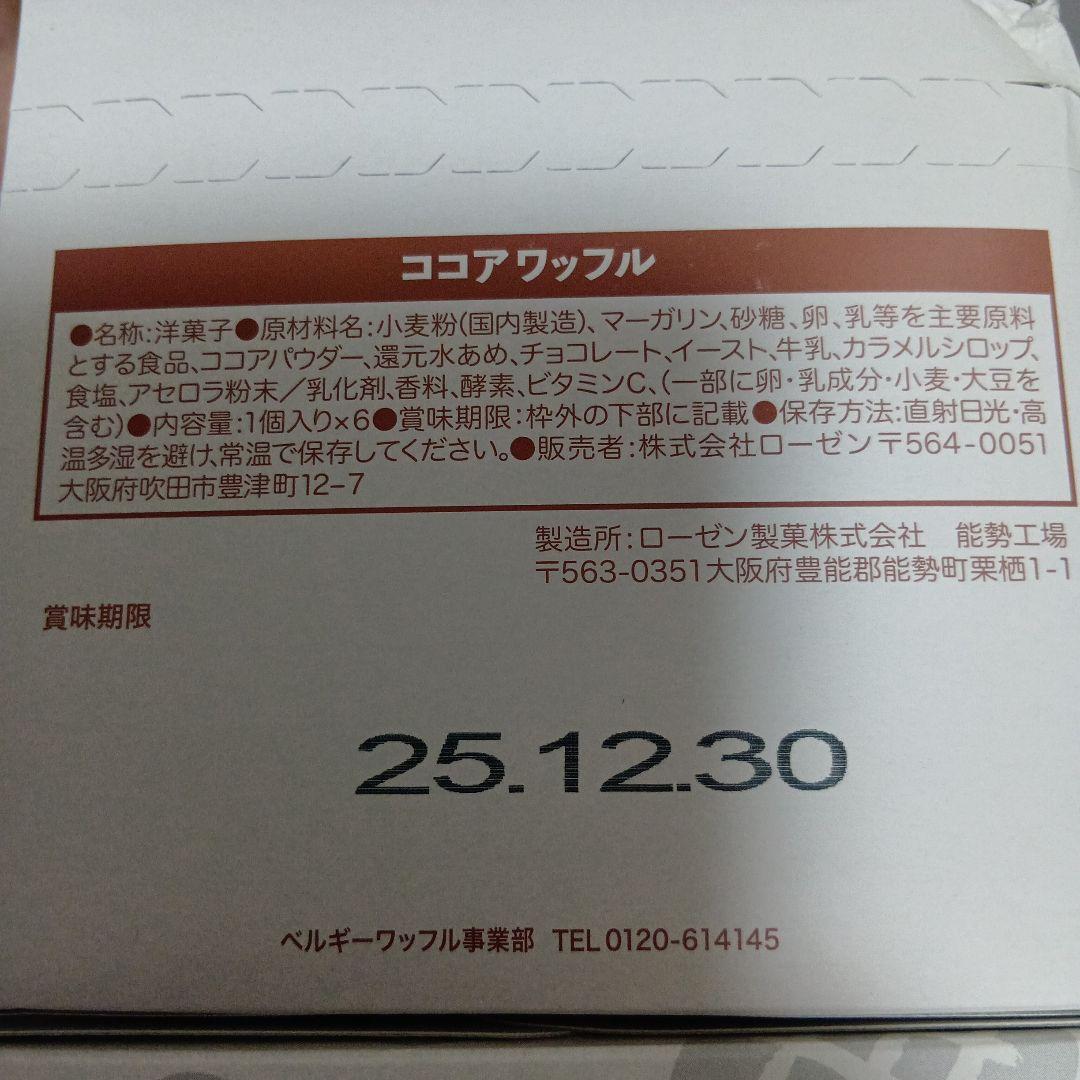 ココアワッフル
●名称:洋菓子●原材料名:小麦粉(国内製造)、マーガリン、砂糖、卵、乳等を主要原料
とする食品、ココアパウダー、還元水あめ、チョコレート、イースト、牛乳、カラメルシロップ、
食塩、アセロラ粉末／乳化剤、香料、酵素、ビタミンC、(一部に卵・乳成分・小麦・大豆を
含む)●内容量:1個入り×6●賞味期限:枠外の下部に記載●保存方法:直射日光・高
温多湿を避け、常温で保存してください。●販売者:株式会社ローゼン〒564-0051
大阪府吹田市豊津町12-7
製造所:ローゼン製菓株式会社 能勢工場
〒563-0351大阪府豊能郡能勢町栗栖1-1
賞味期限
25.12.30
ベルギーワッフル事業部 TEL 0120-614145